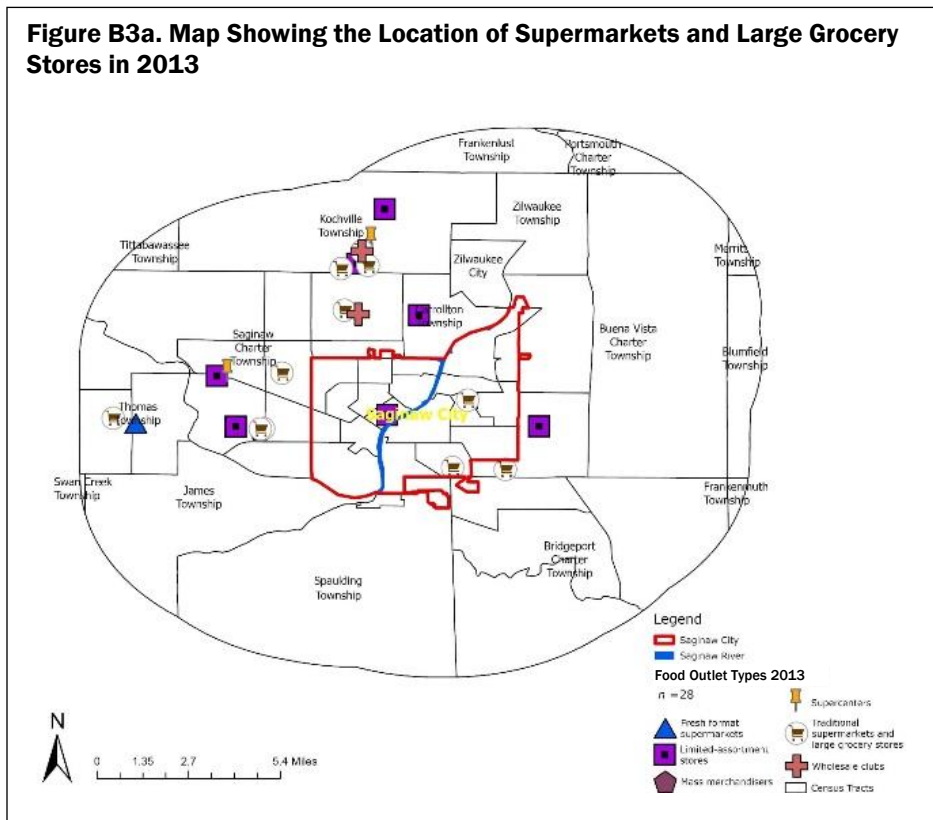 Figure B3a. Map Showing the Location of Supermarkets and Large Grocery
Stores in 2013
Frankenlust
Township
Portsmouth
Charter
Township
Kochville
Township
Zilwaukee
Township
Tittabawassee
Township
Merritt
Township
Zilwaukee
City
Township
Buena Vista
Charter
Township
Saginaw
Charter
Township
Blumfield
Township
Thomas
Township
Saginaw City
Swan Creek
Township
James
Township
Frankenmuth
Township
Bridgeport
Charter
Township
Spaulding
Township
Legend
Saginaw City
Saginaw River
Food Outlet Types 2013
n = 28
Fresh format
supermarkets
Limited-assortment
stores
Mass merchandisers
Supercenters
Traditional
supermarkets and
large grocery stores
Wholesale clubs
Census Tracts
N
0 1.35 2.7 5.4 Miles